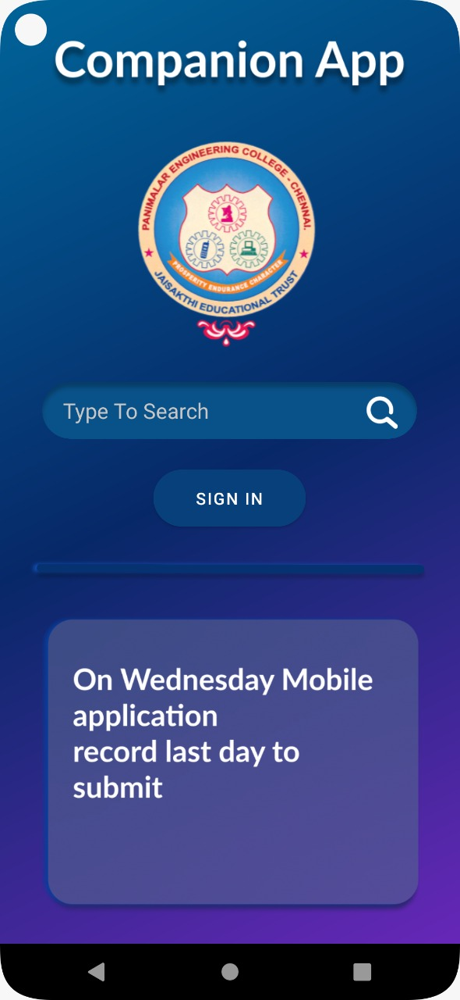 Companion App
PANIMALAR ENGINEERING COLLEGE - CHENNAI.
PROSPERITY ENDURANCE CHARACTER
JAISAKTHI EDUCATIONAL TRUST
Type To Search
SIGN IN
On Wednesday Mobile
application
record last day to
submit